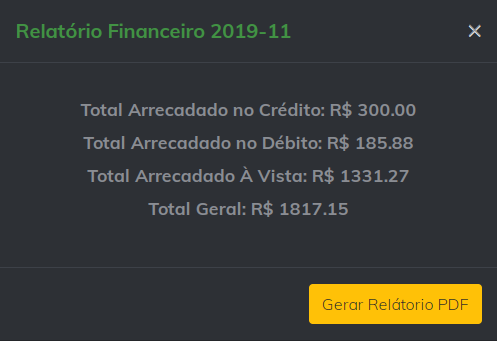 Relatório Financeiro 2019-11
×
Total Arrecadado no Crédito: R$ 300.00
Total Arrecadado no Débito: R$ 185.88
Total Arrecadado À Vista: R$ 1331.27
Total Geral: R$ 1817.15
Gerar Relátorio PDF